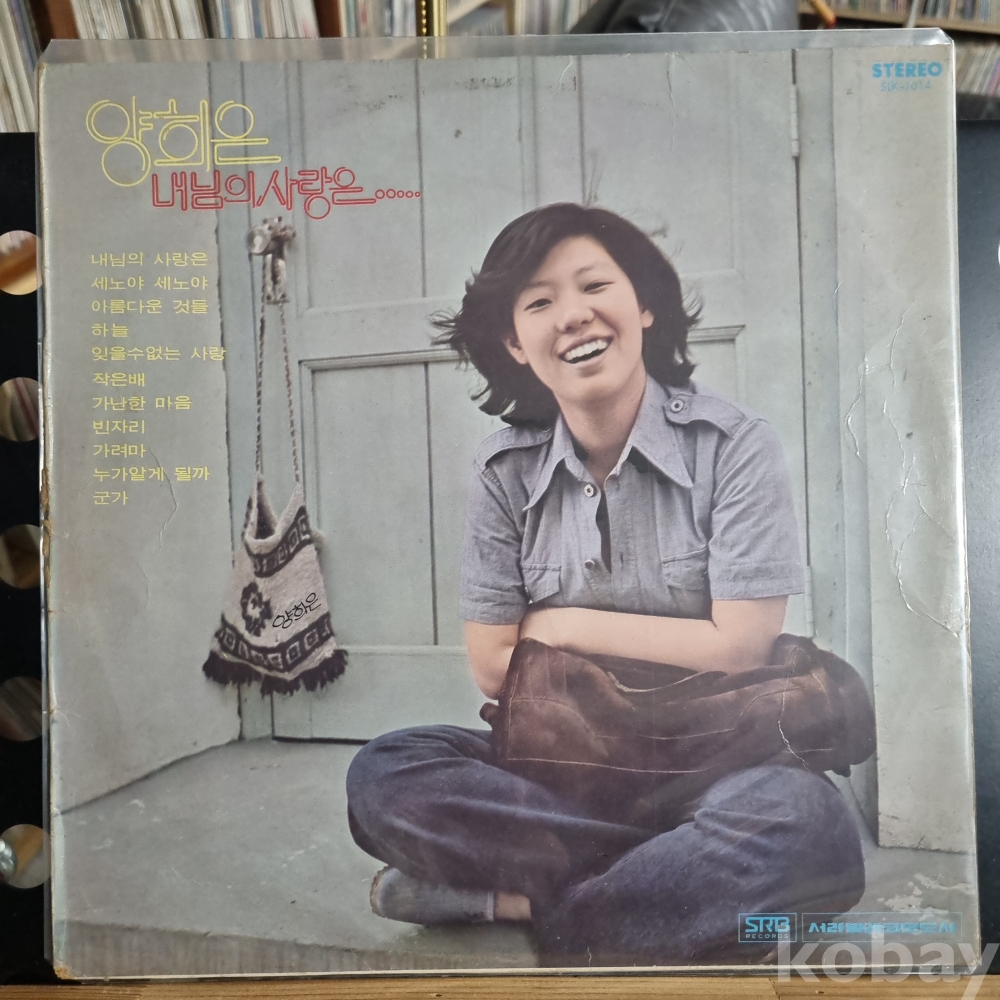 STEREO
SLK-1014
양희은
내님의사랑은.....
내님의 사랑은
세노야 세노야
아름다운 것들
하늘
잊을수없는 사랑
작은배
가난한 마음
빈자리
가려마
누가알게 될까
군가
양희은
SRB
RECORDS
kobay